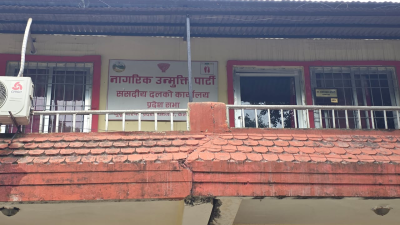 नागरिक उन्मुक्ति पार्टी
संसदीय दलको कार्यालय
प्रदेश सभा